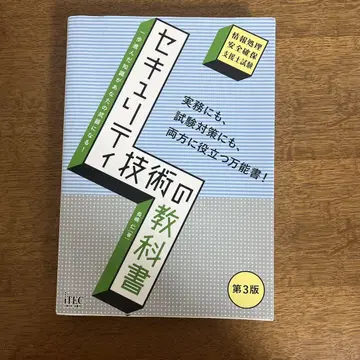 情報処理
安全確保
支援士試験
セキュリティ技術の
教科書
実務にも、
試験対策にも、
両方に役立つ万能書！
第3版
iTEC